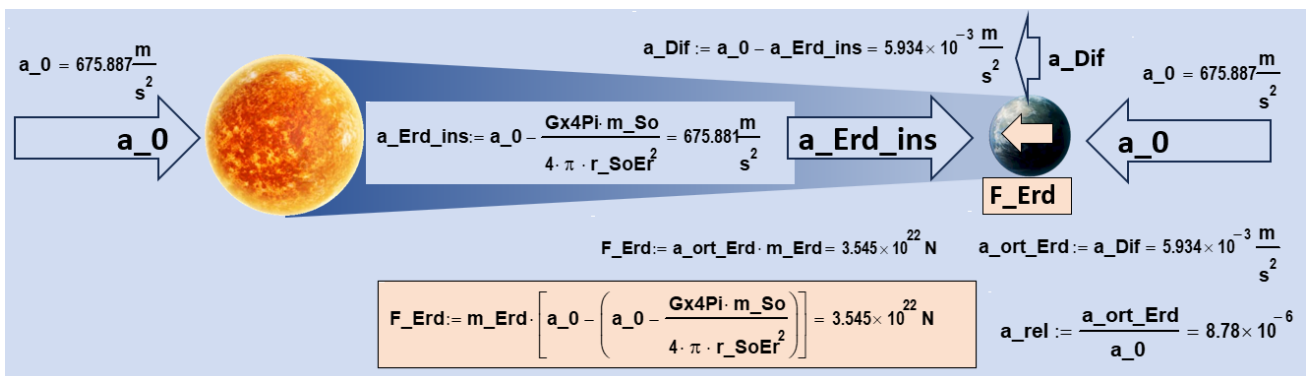 a_Dif := a_0 − a_Erd_ins = 5.934 × 10^-3 m/s^2
a_Dif
a_0 = 675.887 m/s^2
a_0 = 675.887 m/s^2
a_0
a_Erd_ins:= a_0 − (Gx4Pi· m_So)/(4· π · r_SoEr^2) = 675.881 m/s^2
a_Erd_ins
a_0
F_Erd
F_Erd:= a_ort_Erd· m_Erd = 3.545 × 10^22 N
a_ort_Erd := a_Dif = 5.934 × 10^-3 m/s^2
F_Erd:= m_Erd· [a_0 − (a_0 − (Gx4Pi· m_So)/(4· π · r_SoEr^2))] = 3.545 × 10^22 N
a_rel := a_ort_Erd/a_0 = 8.78 × 10^-6